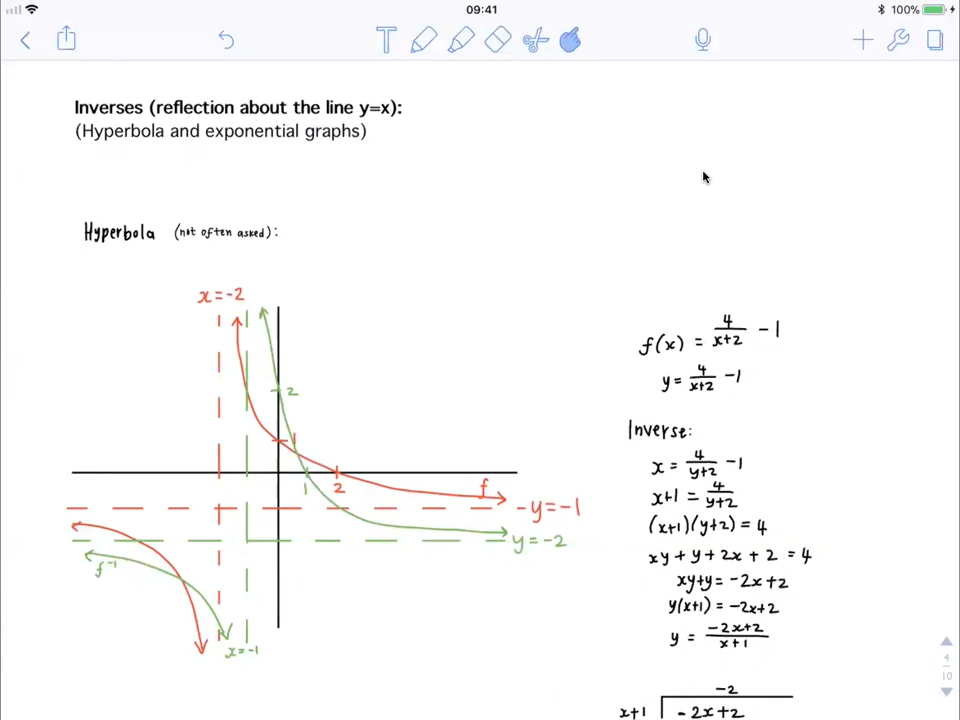 09:41
100%
T
Inverses (reflection about the line y=x):
(Hyperbola and exponential graphs)
Hyperbola (not often asked):
x=-2
2
1
1
2
f
-y=-1
y=-2
f⁻¹
x=-1
f(x) = 4/(x+2) -1
y= 4/(x+2) -1
Inverse:
x = 4/(y+2) -1
x+1 = 4/(y+2)
(x+1)(y+2) = 4
xy + y + 2x + 2 = 4
xy+y = -2x+2
y(x+1) = -2x+2
y = (-2x+2)/(x+1)
-2
x+1 -2x+2
4
10